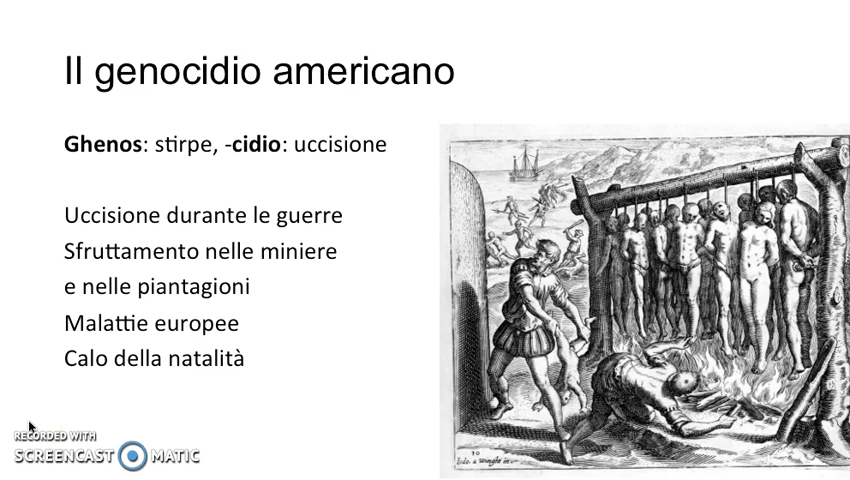 Il genocidio americano
Ghenos: stirpe, -cidio: uccisione
Uccisione durante le guerre
Sfruttamento nelle miniere
e nelle piantagioni
Malattie europee
Calo della natalità
RECORDED WITH
SCREENCAST MATIC
10